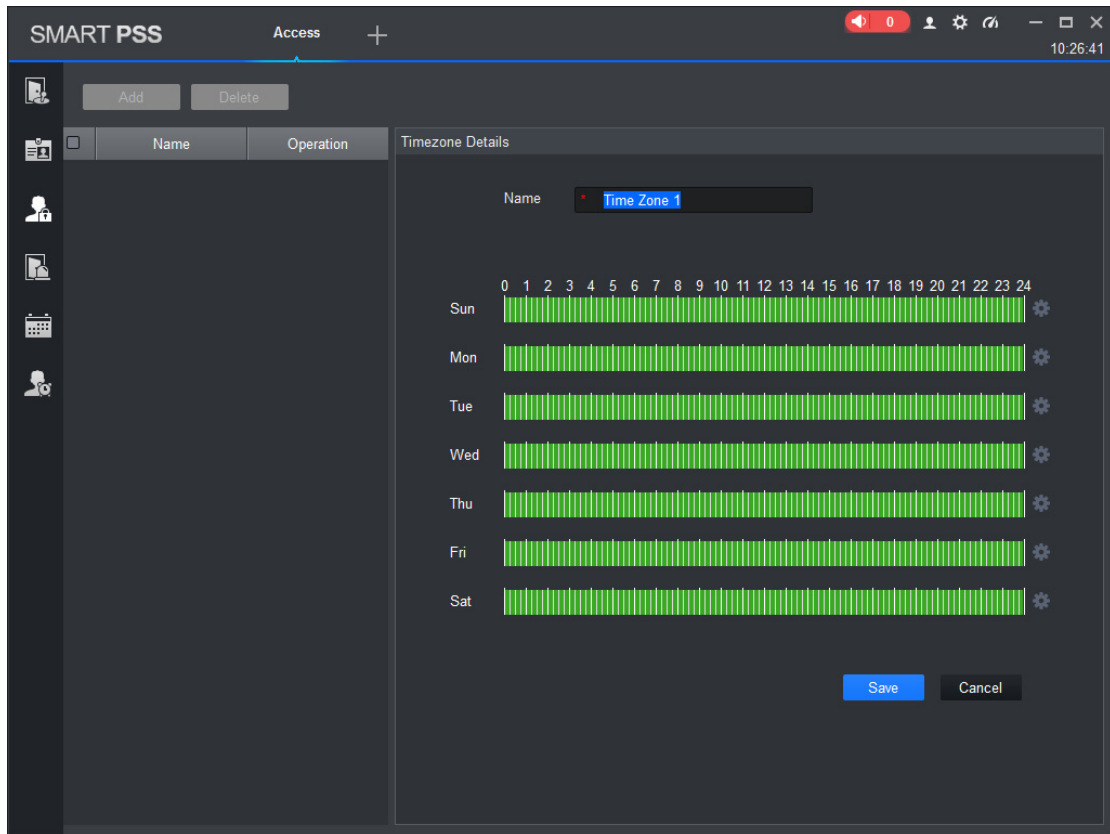 SMART PSS Access + 0
10:26:41
Add Delete
Name Operation
Timezone Details
Name * Time Zone 1
0 1 2 3 4 5 6 7 8 9 10 11 12 13 14 15 16 17 18 19 20 21 22 23 24
Sun
Mon
Tue
Wed
Thu
Fri
Sat
Save Cancel